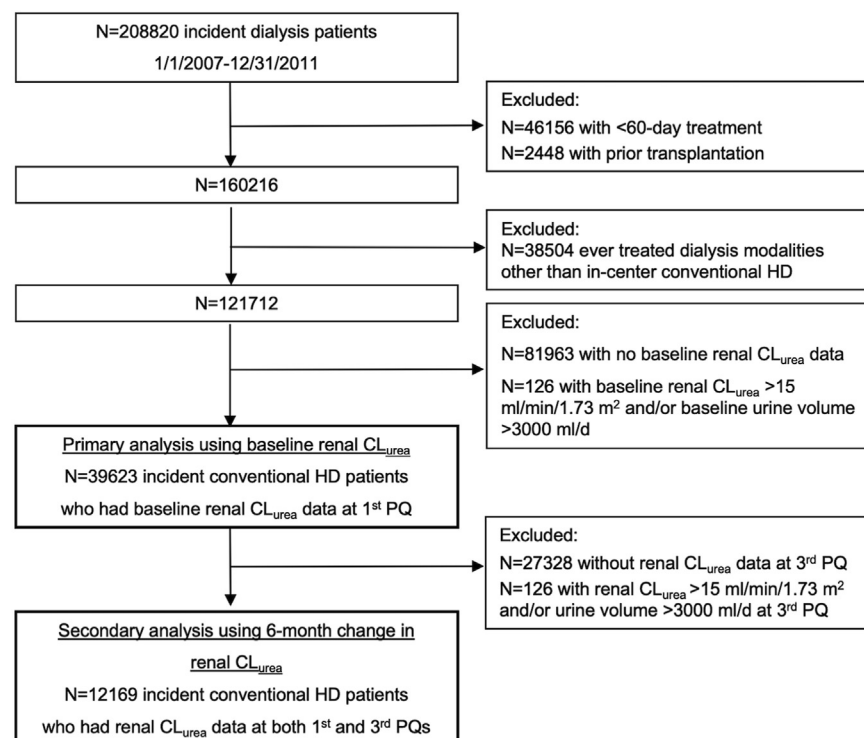 N=208820 incident dialysis patients
1/1/2007-12/31/2011
Excluded:
N=46156 with <60-day treatment
N=2448 with prior transplantation
N=160216
Excluded:
N=38504 ever treated dialysis modalities
other than in-center conventional HD
N=121712
Excluded:
N=81963 with no baseline renal CLurea data
N=126 with baseline renal CLurea >15
ml/min/1.73 m² and/or baseline urine volume
>3000 ml/d
Primary analysis using baseline renal CLurea
N=39623 incident conventional HD patients
who had baseline renal CLurea data at 1st PQ
Excluded:
N=27328 without renal CLurea data at 3rd PQ
N=126 with renal CLurea >15 ml/min/1.73 m²
and/or urine volume >3000 ml/d at 3rd PQ
Secondary analysis using 6-month change in
renal CLurea
N=12169 incident conventional HD patients
who had renal CLurea data at both 1st and 3rd PQs